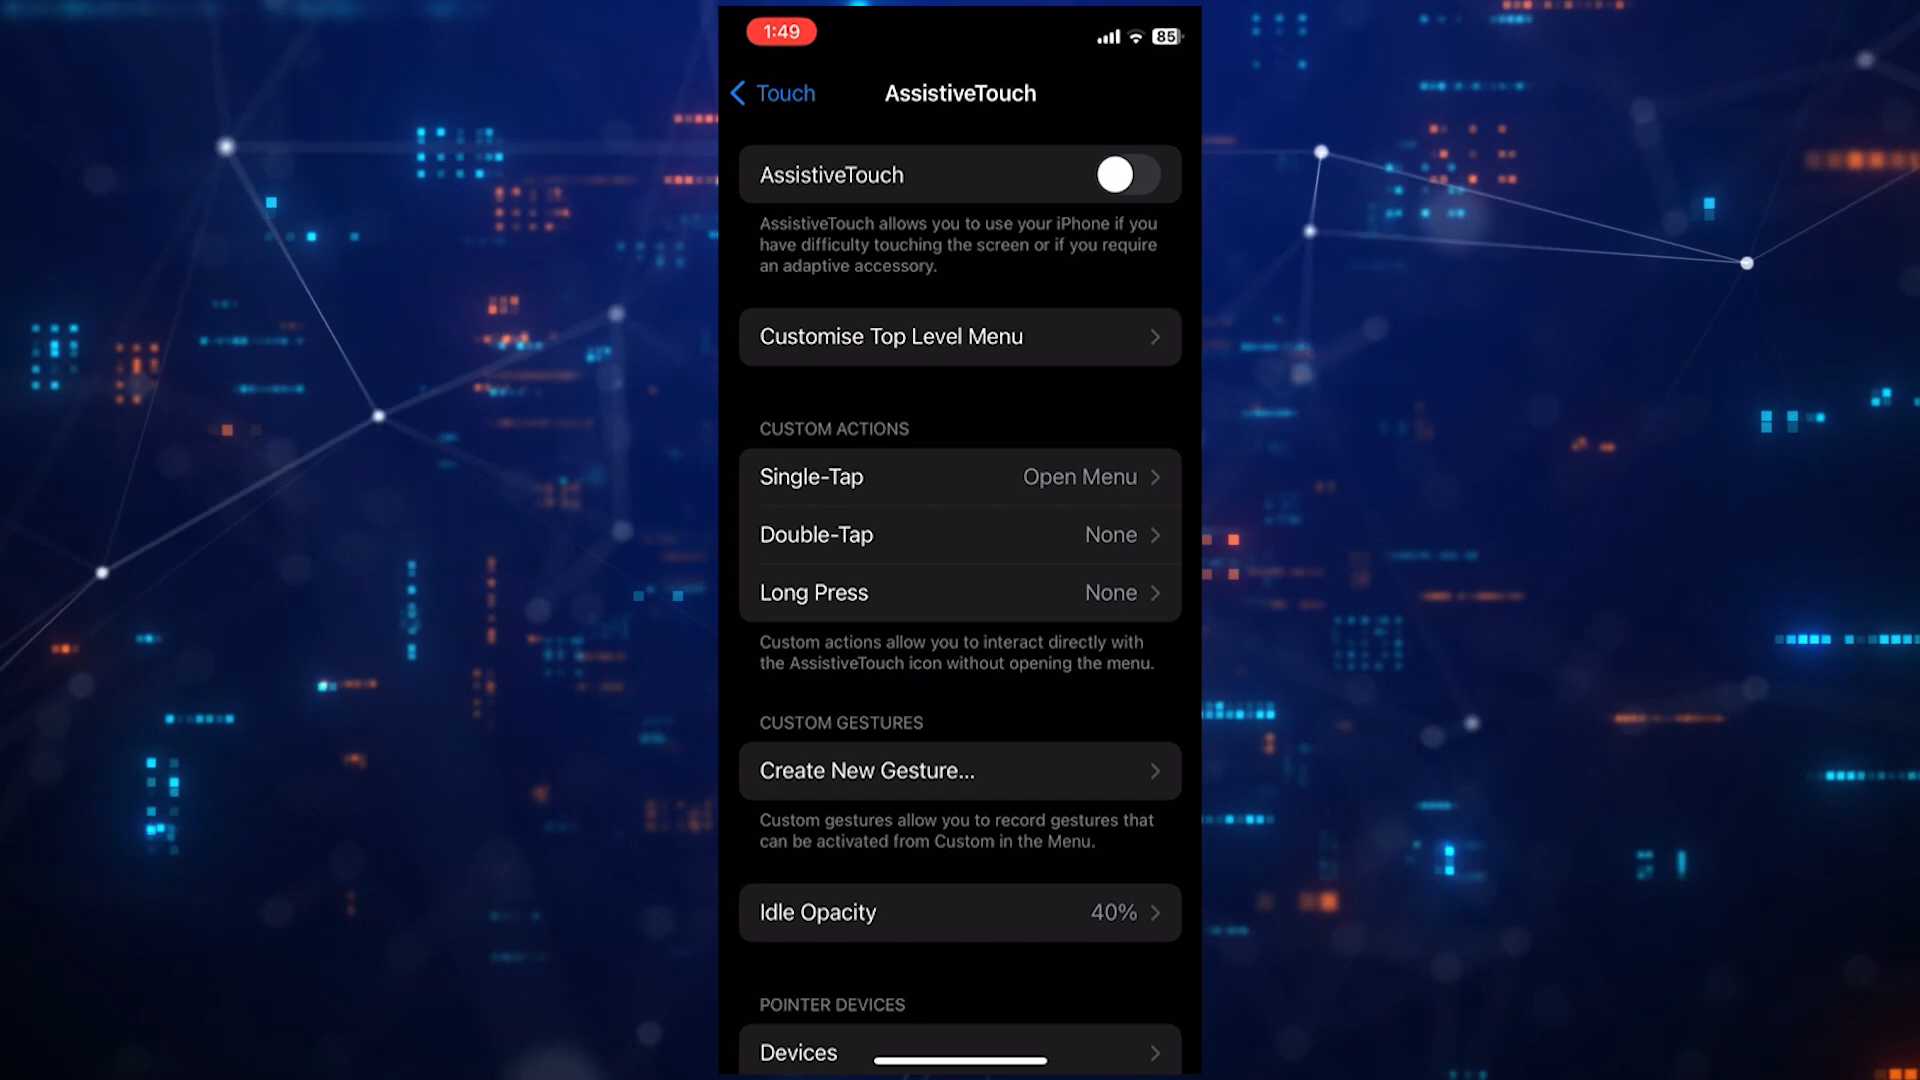 1:49
85
Touch
AssistiveTouch
AssistiveTouch
AssistiveTouch allows you to use your iPhone if you
have difficulty touching the screen or if you require
an adaptive accessory.
Customise Top Level Menu
CUSTOM ACTIONS
Single-Tap Open Menu
Double-Tap None
Long Press None
Custom actions allow you to interact directly with
the AssistiveTouch icon without opening the menu.
CUSTOM GESTURES
Create New Gesture...
Custom gestures allow you to record gestures that
can be activated from Custom in the Menu.
Idle Opacity 40%
POINTER DEVICES
Devices